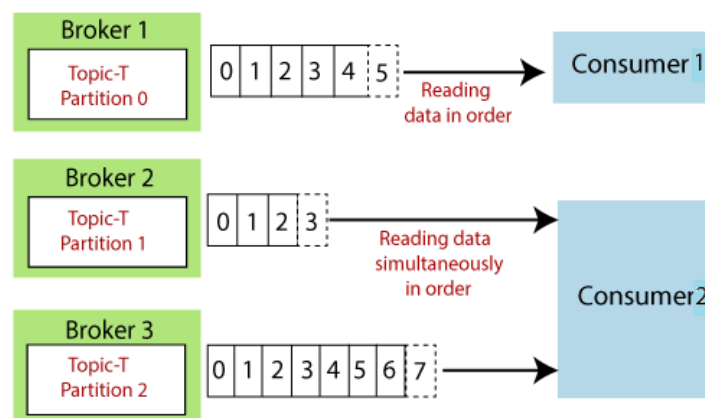 Broker 1
Topic-T
Partition 0
0 1 2 3 4 5
Reading
data in order
Consumer 1
Broker 2
Topic-T
Partition 1
0 1 2 3
Reading data
simultaneously
in order
Consumer 2
Broker 3
Topic-T
Partition 2
0 1 2 3 4 5 6 7